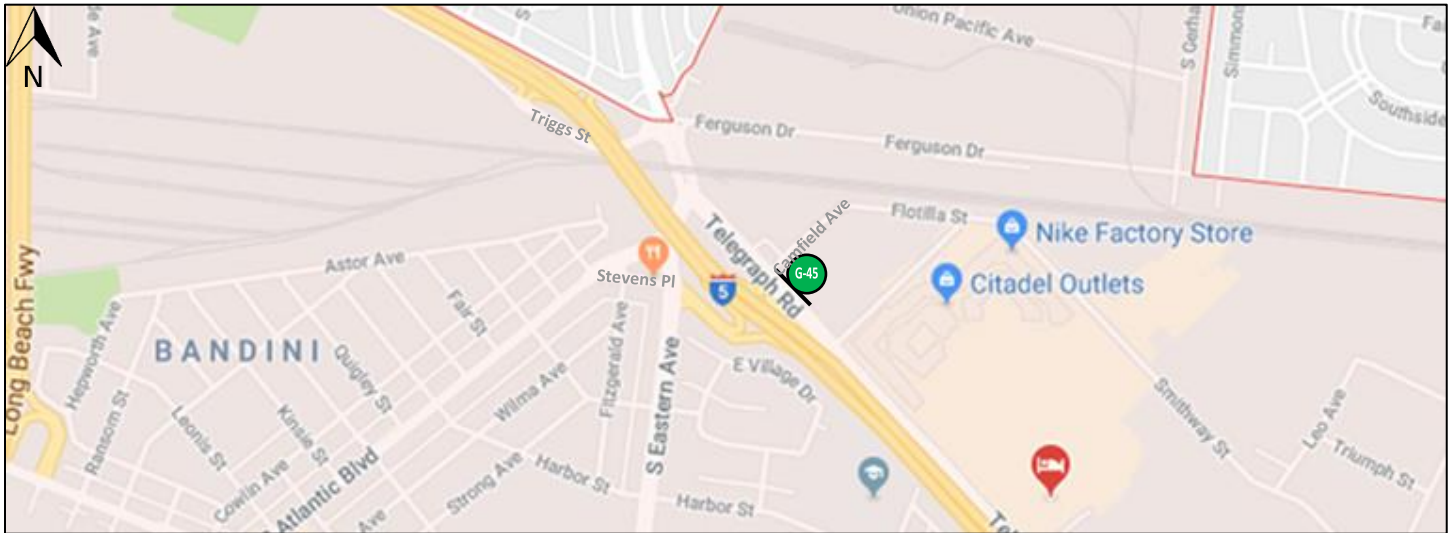 N
Union Pacific Ave
S Gerha
Simmons
Southside
Triggs St
Ferguson Dr
Ferguson Dr
Camfield Ave
Flotilla St
Nike Factory Store
Telegraph Rd
G-45
Astor Ave
Stevens Pl
5
Citadel Outlets
Long Beach Fwy
Hepworth Ave
BANDINI
Fair St
Quigley St
Fitzgerald Ave
S Eastern Ave
E Village Dr
Wilma Ave
Ransom St
Leonis St
Kinsie St
Smithway St
Leo Ave
Triumph St
Cowlin Ave
Atlantic Blvd
Strong Ave
Harbor St
Harbor St
Ave